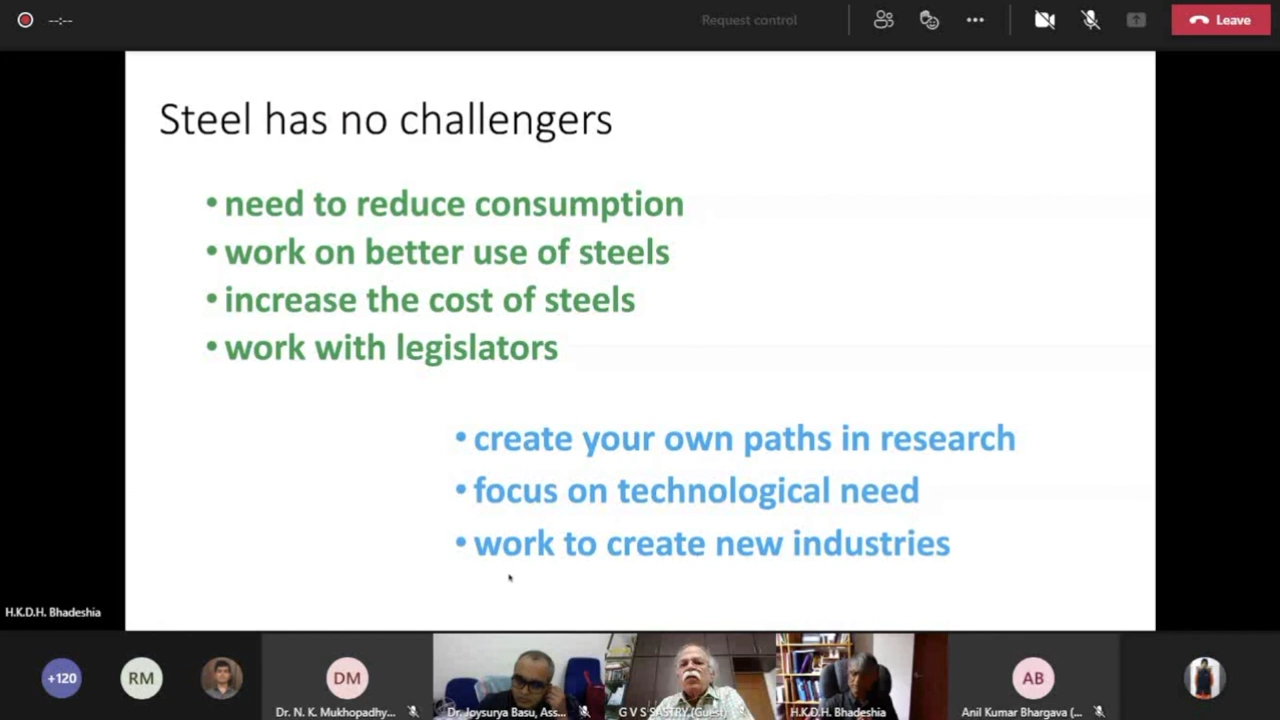 --:--
Request control
Leave
Steel has no challengers
• need to reduce consumption
• work on better use of steels
• increase the cost of steels
• work with legislators
• create your own paths in research
• focus on technological need
• work to create new industries
H.K.D.H. Bhadeshia
+120
RM
DM
AB
Dr. N. K. Mukhopadhy...
Dr. Joysurya Basu, Ass...
G V S SASTRY (Guest)
H.K.D.H. Bhadeshia
Anil Kumar Bhargava (...